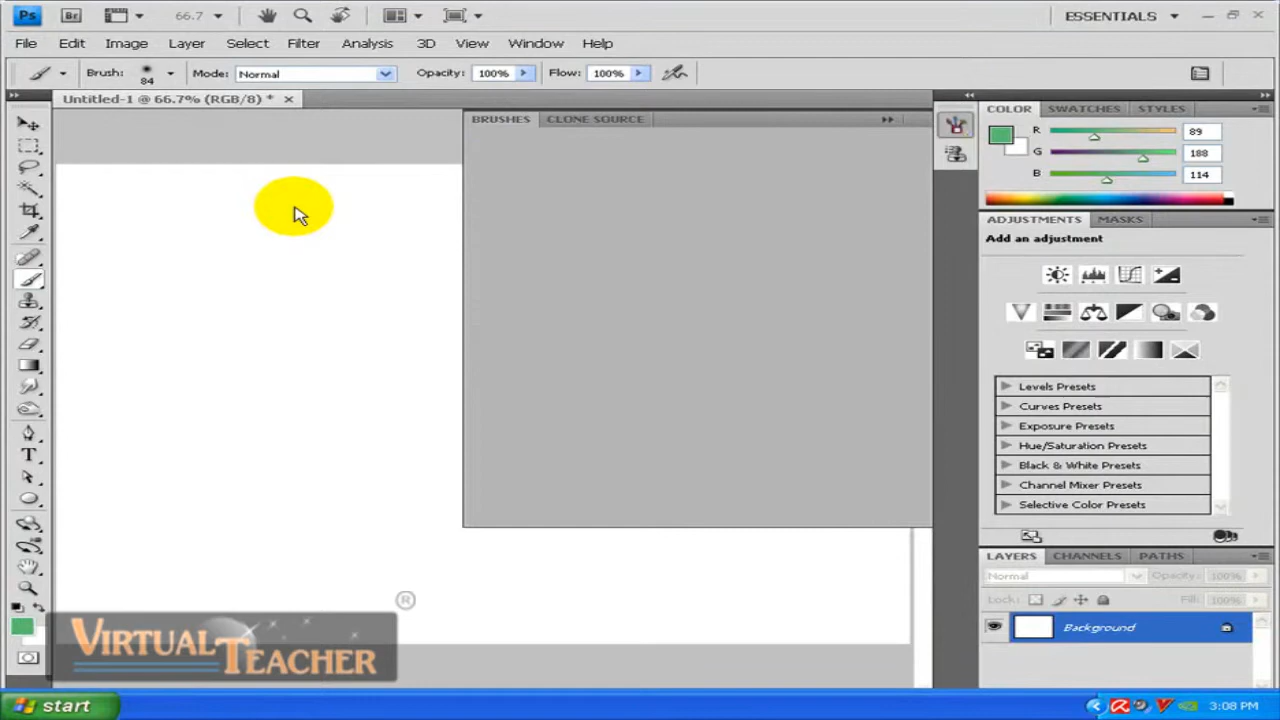 Ps Br 66.7 ESSENTIALS
File Edit Image Layer Select Filter Analysis 3D View Window Help
Brush: 84 Mode: Normal Opacity: 100% Flow: 100%
Untitled-1 @ 66.7% (RGB/8) *
BRUSHES CLONE SOURCE
COLOR SWATCHES STYLES
R 89
G 188
B 114
ADJUSTMENTS MASKS
Add an adjustment
Levels Presets
Curves Presets
Exposure Presets
Hue/Saturation Presets
Black & White Presets
Channel Mixer Presets
Selective Color Presets
LAYERS CHANNELS PATHS
Normal Opacity: 100%
Lock: Fill: 100%
Background
T
®
VIRTUAL
TEACHER
start 3:08 PM